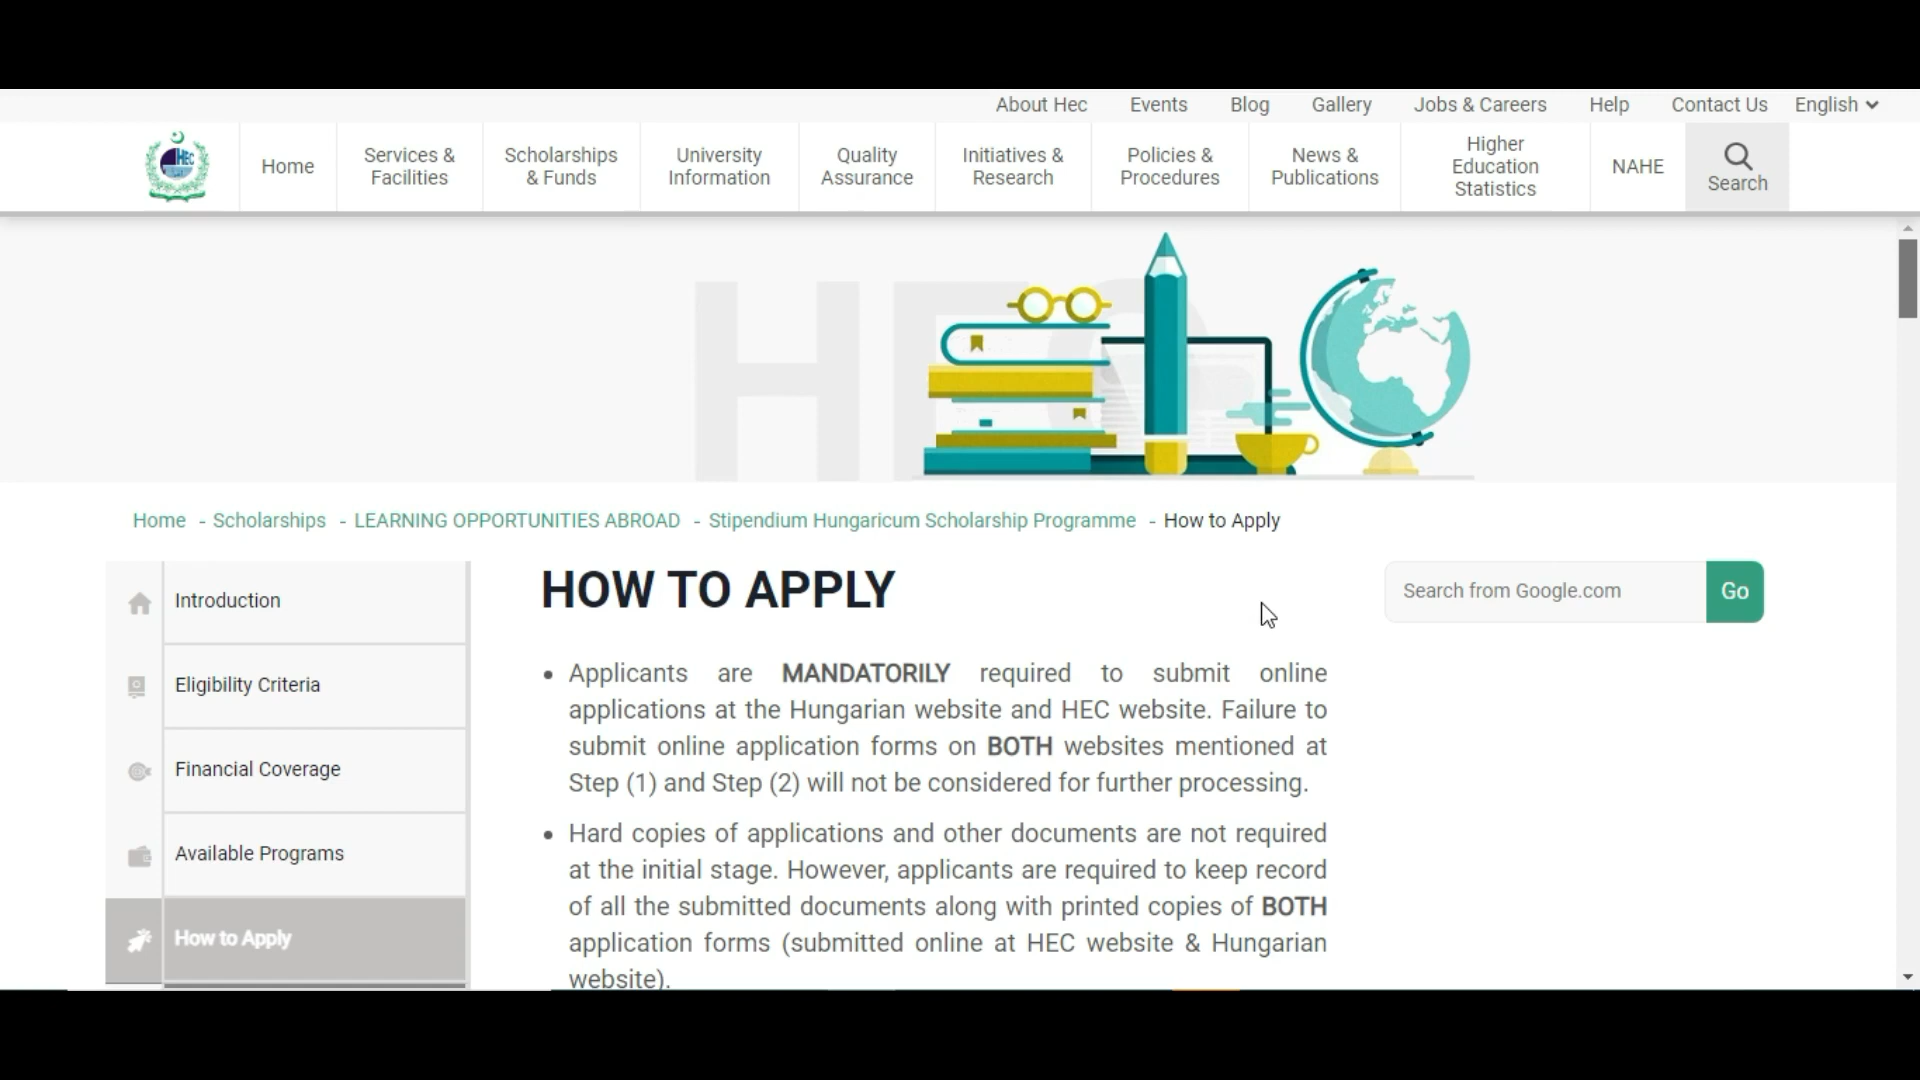 About Hec Events Blog Gallery Jobs & Careers Help Contact Us English
HEC
Home
Services &
Facilities
Scholarships
& Funds
University
Information
Quality
Assurance
Initiatives &
Research
Policies &
Procedures
News &
Publications
Higher
Education
Statistics
NAHE
Search
HEC
Home - Scholarships - LEARNING OPPORTUNITIES ABROAD - Stipendium Hungaricum Scholarship Programme - How to Apply
Introduction
Eligibility Criteria
Financial Coverage
Available Programs
How to Apply
HOW TO APPLY
• Applicants are MANDATORILY required to submit online
applications at the Hungarian website and HEC website. Failure to
submit online application forms on BOTH websites mentioned at
Step (1) and Step (2) will not be considered for further processing.
• Hard copies of applications and other documents are not required
at the initial stage. However, applicants are required to keep record
of all the submitted documents along with printed copies of BOTH
application forms (submitted online at HEC website & Hungarian
website).
Search from Google.com
Go